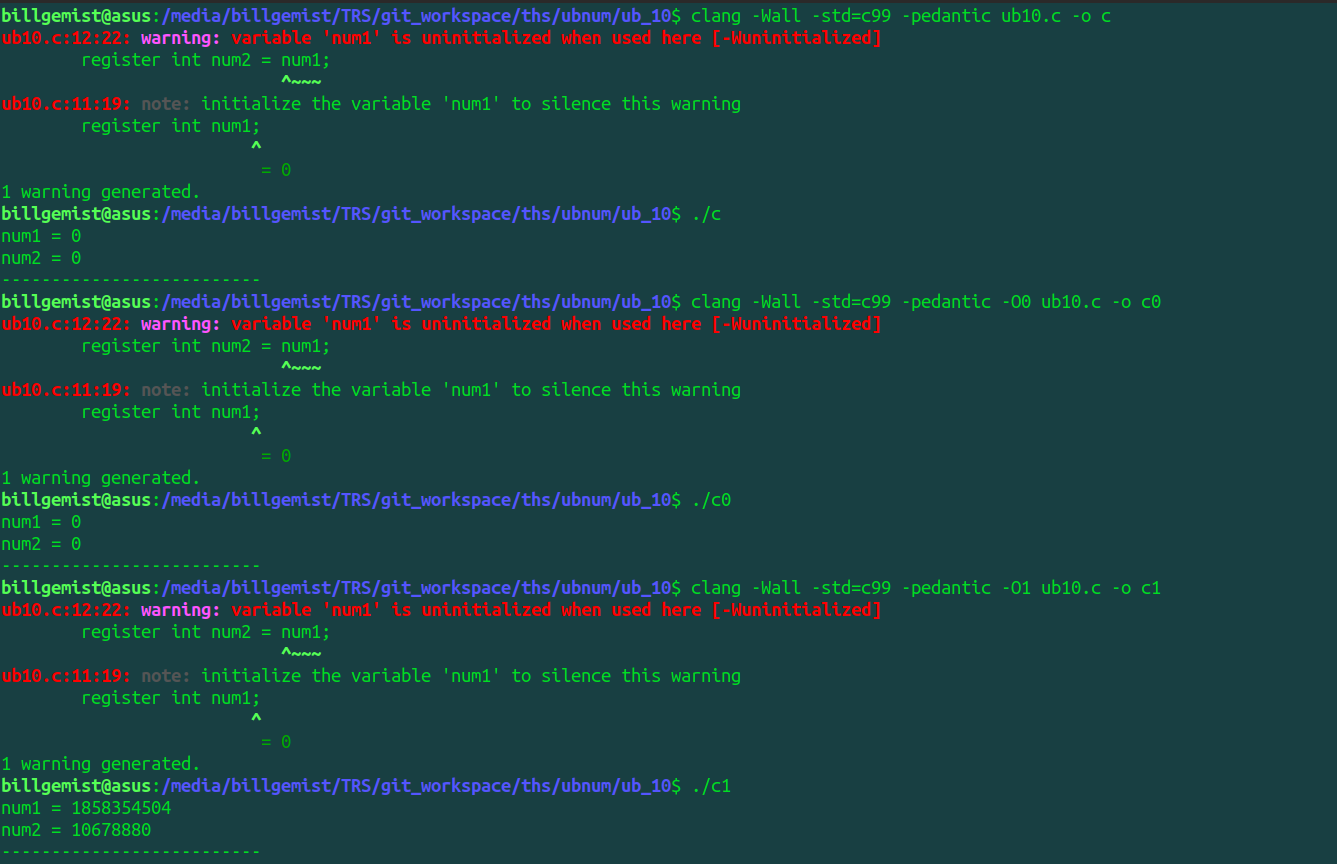 billgemist@asus:/media/billgemist/TRS/git_workspace/ths/ubnum/ub_10$ clang -Wall -std=c99 -pedantic ub10.c -o c
ub10.c:12:22: warning: variable 'num1' is uninitialized when used here [-Wuninitialized]
        register int num2 = num1;
                            ^~~~
ub10.c:11:19: note: initialize the variable 'num1' to silence this warning
        register int num1;
                         ^
                          = 0
1 warning generated.
billgemist@asus:/media/billgemist/TRS/git_workspace/ths/ubnum/ub_10$ ./c
num1 = 0
num2 = 0
--------------------------
billgemist@asus:/media/billgemist/TRS/git_workspace/ths/ubnum/ub_10$ clang -Wall -std=c99 -pedantic -O0 ub10.c -o c0
ub10.c:12:22: warning: variable 'num1' is uninitialized when used here [-Wuninitialized]
        register int num2 = num1;
                            ^~~~
ub10.c:11:19: note: initialize the variable 'num1' to silence this warning
        register int num1;
                         ^
                          = 0
1 warning generated.
billgemist@asus:/media/billgemist/TRS/git_workspace/ths/ubnum/ub_10$ ./c0
num1 = 0
num2 = 0
--------------------------
billgemist@asus:/media/billgemist/TRS/git_workspace/ths/ubnum/ub_10$ clang -Wall -std=c99 -pedantic -O1 ub10.c -o c1
ub10.c:12:22: warning: variable 'num1' is uninitialized when used here [-Wuninitialized]
        register int num2 = num1;
                            ^~~~
ub10.c:11:19: note: initialize the variable 'num1' to silence this warning
        register int num1;
                         ^
                          = 0
1 warning generated.
billgemist@asus:/media/billgemist/TRS/git_workspace/ths/ubnum/ub_10$ ./c1
num1 = 1858354504
num2 = 10678880
--------------------------